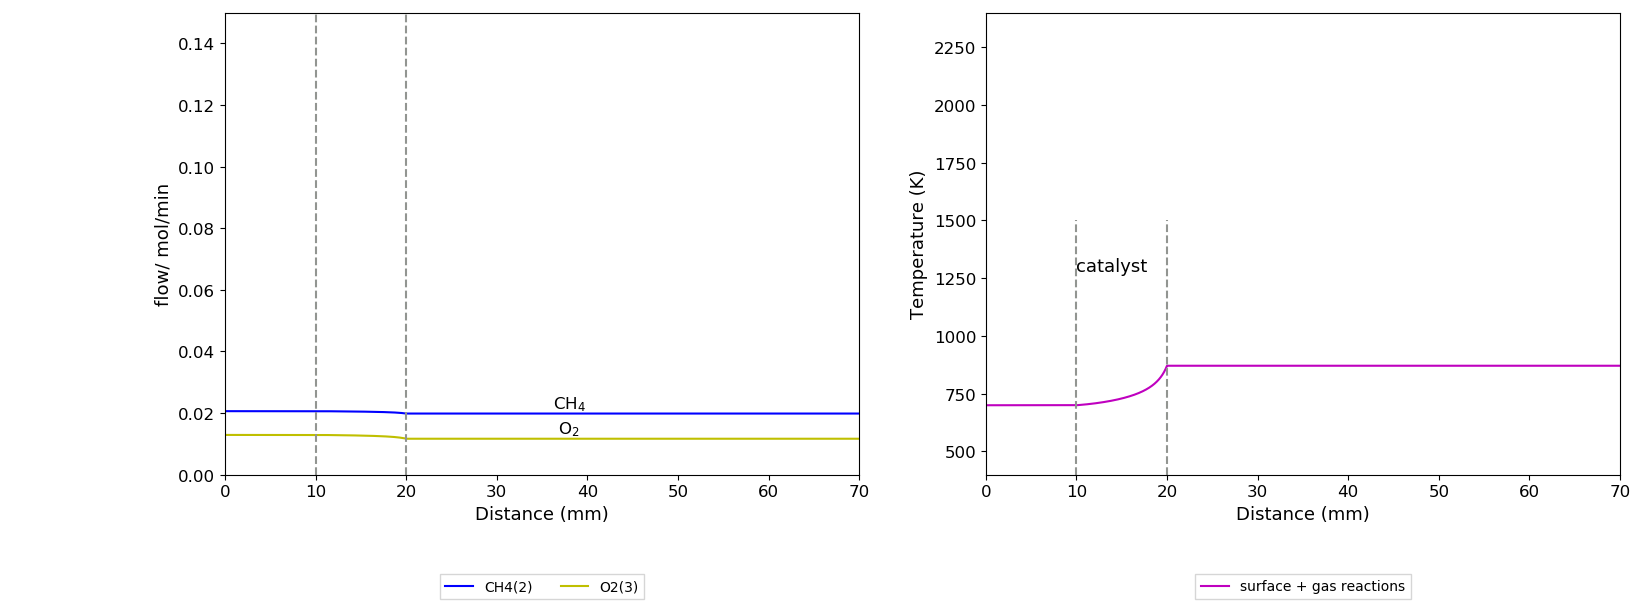 0.14
0.12
0.10
0.08
0.06
0.04
0.02
0.00
flow/ mol/min
CH₄
O₂
0 10 20 30 40 50 60 70
Distance (mm)
CH4(2) O2(3)
2250
2000
1750
1500
1250
1000
750
500
Temperature (K)
catalyst
0 10 20 30 40 50 60 70
Distance (mm)
surface + gas reactions